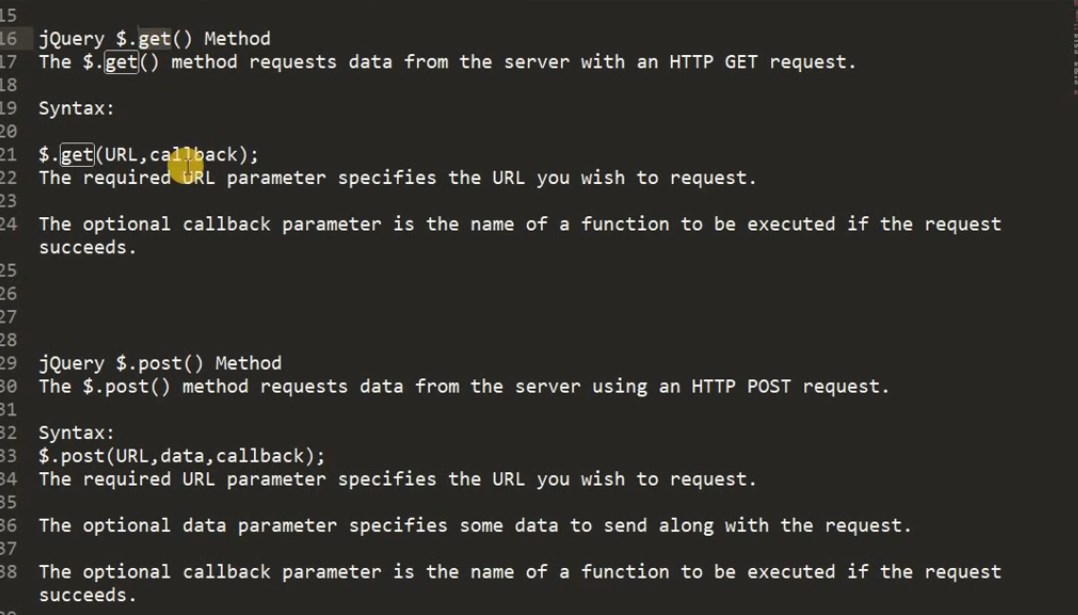 15
16 jQuery $.get() Method
17 The $.get() method requests data from the server with an HTTP GET request.
18
19 Syntax:
20
21 $.get(URL,callback);
22 The required URL parameter specifies the URL you wish to request.
23
24 The optional callback parameter is the name of a function to be executed if the request
succeeds.
25
26
27
28
29 jQuery $.post() Method
30 The $.post() method requests data from the server using an HTTP POST request.
31
32 Syntax:
33 $.post(URL,data,callback);
34 The required URL parameter specifies the URL you wish to request.
35
36 The optional data parameter specifies some data to send along with the request.
37
38 The optional callback parameter is the name of a function to be executed if the request
succeeds.